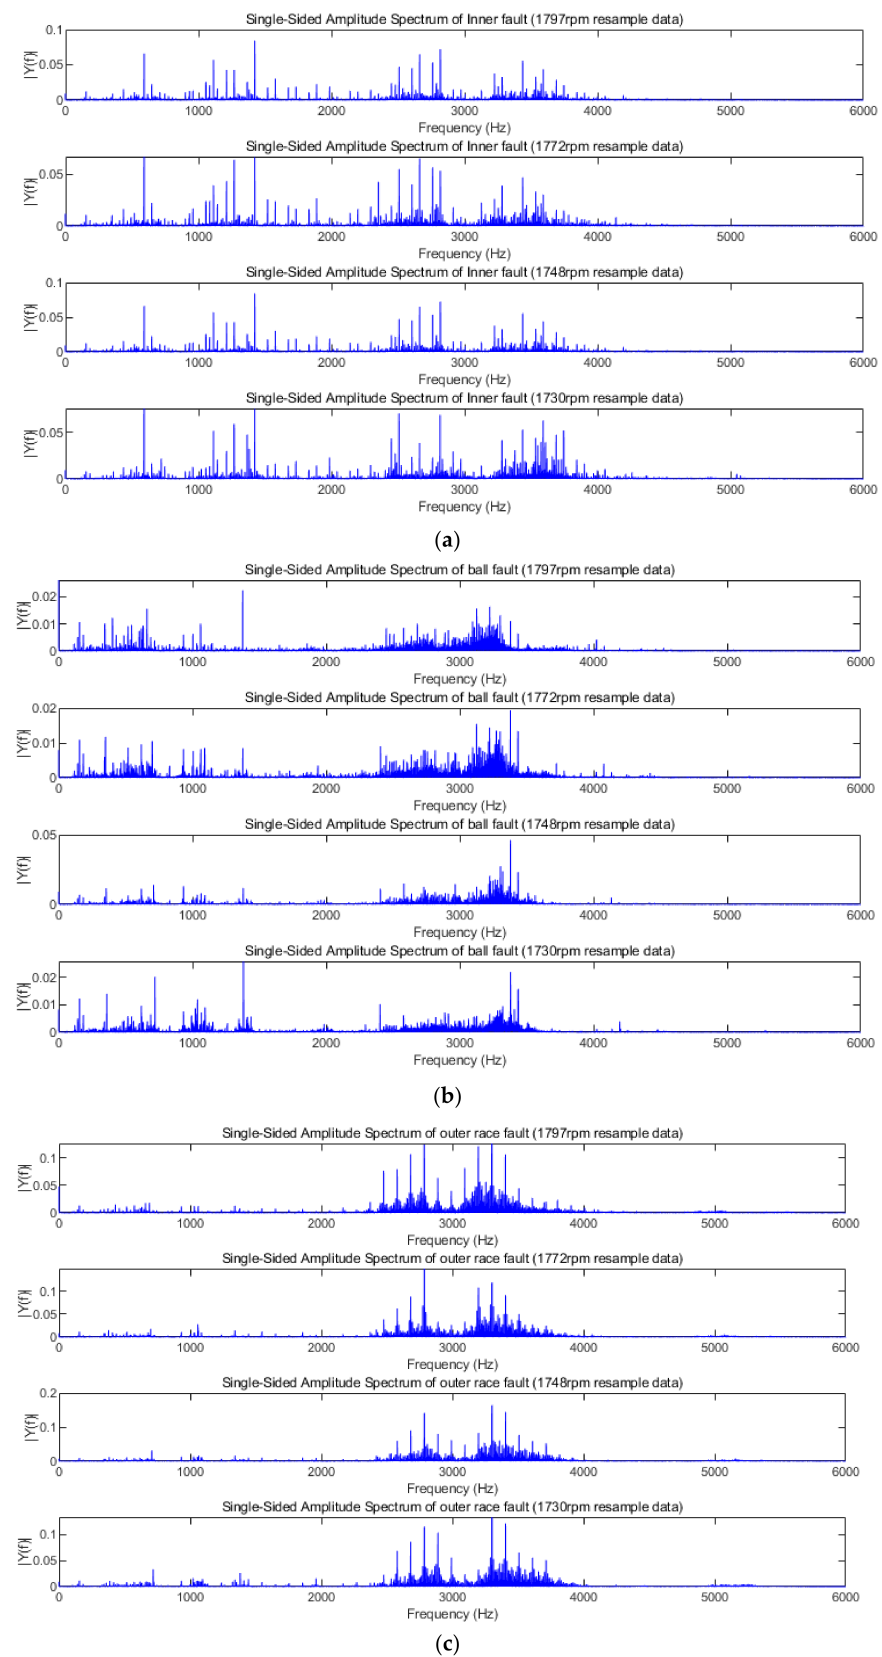 Single-Sided Amplitude Spectrum of Inner fault (1797rpm resample data)
0.1
0.05
0
|Y(f)|
0 1000 2000 3000 4000 5000 6000
Frequency (Hz)
Single-Sided Amplitude Spectrum of Inner fault (1772rpm resample data)
0.05
0
|Y(f)|
0 1000 2000 3000 4000 5000 6000
Frequency (Hz)
Single-Sided Amplitude Spectrum of Inner fault (1748rpm resample data)
0.1
0.05
0
|Y(f)|
0 1000 2000 3000 4000 5000 6000
Frequency (Hz)
Single-Sided Amplitude Spectrum of Inner fault (1730rpm resample data)
0.05
0
|Y(f)|
0 1000 2000 3000 4000 5000 6000
Frequency (Hz)
(a)
Single-Sided Amplitude Spectrum of ball fault (1797rpm resample data)
0.02
0.01
0
|Y(f)|
0 1000 2000 3000 4000 5000 6000
Frequency (Hz)
Single-Sided Amplitude Spectrum of ball fault (1772rpm resample data)
0.02
0.01
0
|Y(f)|
0 1000 2000 3000 4000 5000 6000
Frequency (Hz)
Single-Sided Amplitude Spectrum of ball fault (1748rpm resample data)
0.05
0
|Y(f)|
0 1000 2000 3000 4000 5000 6000
Frequency (Hz)
Single-Sided Amplitude Spectrum of ball fault (1730rpm resample data)
0.02
0.01
0
|Y(f)|
0 1000 2000 3000 4000 5000 6000
Frequency (Hz)
(b)
Single-Sided Amplitude Spectrum of outer race fault (1797rpm resample data)
0.1
0.05
0
|Y(f)|
0 1000 2000 3000 4000 5000 6000
Frequency (Hz)
Single-Sided Amplitude Spectrum of outer race fault (1772rpm resample data)
0.1
0.05
0
|Y(f)|
0 1000 2000 3000 4000 5000 6000
Frequency (Hz)
Single-Sided Amplitude Spectrum of outer race fault (1748rpm resample data)
0.2
0.1
0
|Y(f)|
0 1000 2000 3000 4000 5000 6000
Frequency (Hz)
Single-Sided Amplitude Spectrum of outer race fault (1730rpm resample data)
0.1
0.05
0
|Y(f)|
0 1000 2000 3000 4000 5000 6000
Frequency (Hz)
(c)